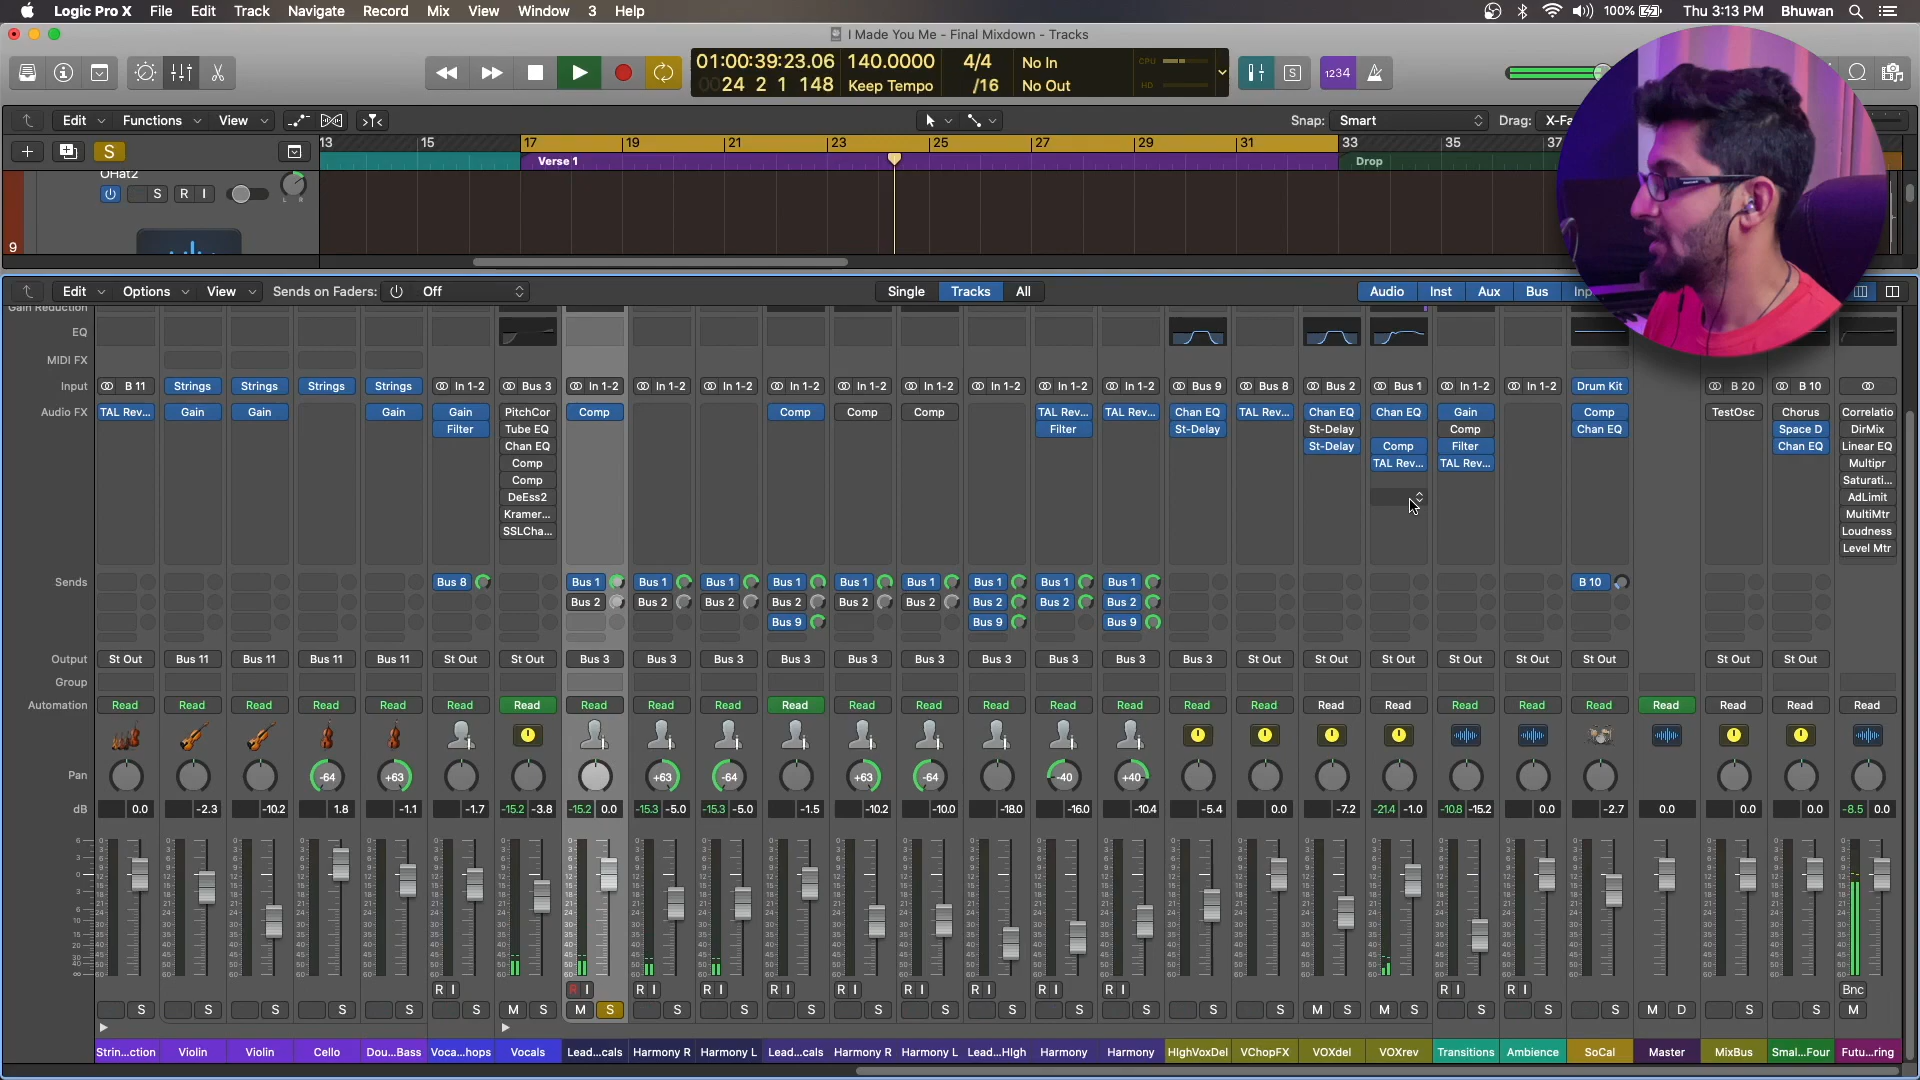 Logic Pro X File Edit Track Navigate Record Mix View Window 3 Help
100% Thu 3:13 PM Bhuwan
I Made You Me - Final Mixdown - Tracks
01:00:39:23.06 140.0000 4/4 No In
0024 2 1 148 Keep Tempo /16 No Out
CPU
HD
S 1234
Edit Functions View Snap: Smart Drag: X-Fa
S
13 15 17 19 21 23 25 27 29 31 33 35 37
Verse 1 Drop
OHat2
S R I
L R
9
Edit Options View Sends on Faders: Off Single Tracks All Audio Inst Aux Bus Inp
Gain Reduction
EQ
MIDI FX
Input B 11 Strings Strings Strings Strings In 1-2 Bus 3 In 1-2 In 1-2 In 1-2 In 1-2 In 1-2 In 1-2 In 1-2 In 1-2 In 1-2 Bus 9 Bus 8 Bus 2 Bus 1 In 1-2 In 1-2 Drum Kit B 20 B 10
Audio FX TAL Rev... Gain Gain Gain Gain PitchCor Comp Comp Comp Comp TAL Rev... TAL Rev... Chan EQ TAL Rev... Chan EQ Chan EQ Gain Comp TestOsc Chorus Correlatio
Filter Tube EQ Filter St-Delay St-Delay Comp Chan EQ Space D DirMix
Chan EQ St-Delay Comp Filter Chan EQ Linear EQ
Comp TAL Rev... TAL Rev... Multipr
Comp Saturati...
DeEss2 AdLimit
Kramer... MultiMtr
SSLCha... Loudness
Level Mtr
Sends Bus 8 Bus 1 Bus 1 Bus 1 Bus 1 Bus 1 Bus 1 Bus 1 Bus 1 Bus 1 B 10
Bus 2 Bus 2 Bus 2 Bus 2 Bus 2 Bus 2 Bus 2 Bus 2 Bus 2
Bus 9 Bus 9 Bus 9
Output St Out Bus 11 Bus 11 Bus 11 Bus 11 St Out St Out Bus 3 Bus 3 Bus 3 Bus 3 Bus 3 Bus 3 Bus 3 Bus 3 Bus 3 Bus 3 St Out St Out St Out St Out St Out St Out St Out St Out
Group
Automation Read Read Read Read Read Read Read Read Read Read Read Read Read Read Read Read Read Read Read Read Read Read Read Read Read Read Read
Pan -64 +63 +63 -64 +63 -64 -40 +40
dB 0.0 -2.3 -10.2 1.8 -1.1 -1.7 -15.2 -3.8 -15.2 0.0 -15.3 -5.0 -15.3 -5.0 -1.5 -10.2 -10.0 -18.0 -16.0 -10.4 -5.4 0.0 -7.2 -21.4 -1.0 -10.8 -15.2 0.0 -2.7 0.0 0.0 0.0 -8.5 0.0
R I R I R I R I R I R I R I R I R I R I R I R I Bnc
S S S S S S M S M S S S S S S S S S S S M S M S S S S M D S S M
Strin...ction Violin Violin Cello Dou...Bass Voca...hops Vocals Lead...cals Harmony R Harmony L Lead...cals Harmony R Harmony L Lead...HIgh Harmony Harmony HIghVoxDel VChopFX VOXdel VOXrev Transitions Ambience SoCal Master MixBus Smal...Four Futu...ring